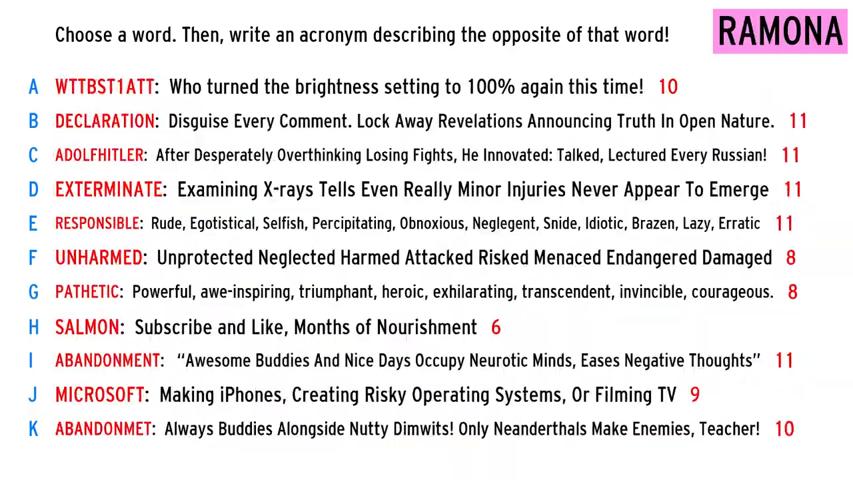 Choose a word. Then, write an acronym describing the opposite of that word!
RAMONA
A WTTBST1ATT: Who turned the brightness setting to 100% again this time! 10
B DECLARATION: Disguise Every Comment. Lock Away Revelations Announcing Truth In Open Nature. 11
C ADOLFHITLER: After Desperately Overthinking Losing Fights, He Innovated: Talked, Lectured Every Russian! 11
D EXTERMINATE: Examining X-rays Tells Even Really Minor Injuries Never Appear To Emerge 11
E RESPONSIBLE: Rude, Egotistical, Selfish, Percipitating, Obnoxious, Neglegent, Snide, Idiotic, Brazen, Lazy, Erratic 11
F UNHARMED: Unprotected Neglected Harmed Attacked Risked Menaced Endangered Damaged 8
G PATHETIC: Powerful, awe-inspiring, triumphant, heroic, exhilarating, transcendent, invincible, courageous. 8
H SALMON: Subscribe and Like, Months of Nourishment 6
I ABANDONMENT: “Awesome Buddies And Nice Days Occupy Neurotic Minds, Eases Negative Thoughts” 11
J MICROSOFT: Making iPhones, Creating Risky Operating Systems, Or Filming TV 9
K ABANDONMET: Always Buddies Alongside Nutty Dimwits! Only Neanderthals Make Enemies, Teacher! 10